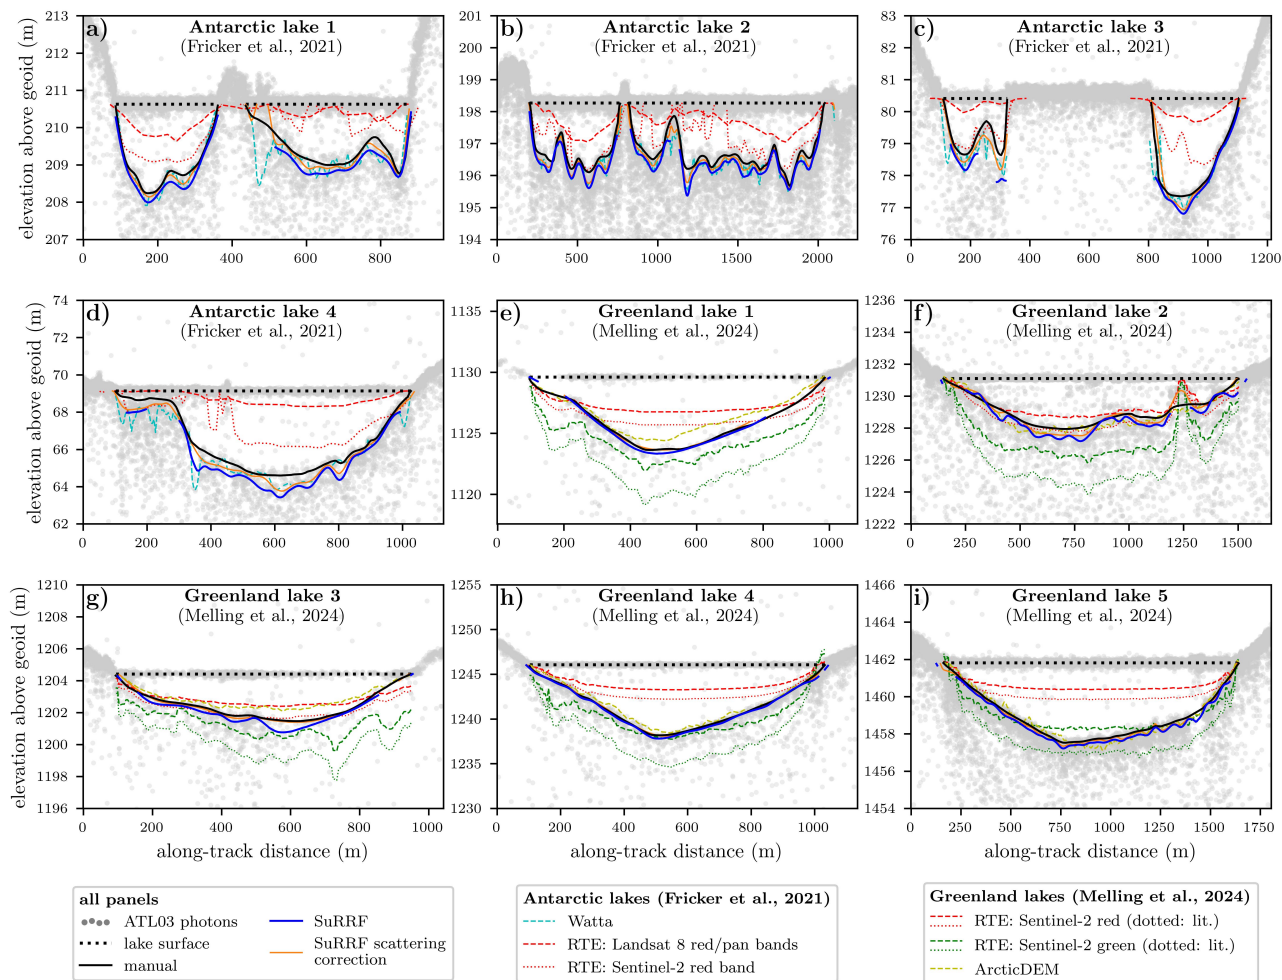 a) Antarctic lake 1
(Fricker et al., 2021)
elevation above geoid (m)
213
212
211
210
209
208
207
0 200 400 600 800
b) Antarctic lake 2
(Fricker et al., 2021)
201
200
199
198
197
196
195
194
0 500 1000 1500 2000
c) Antarctic lake 3
(Fricker et al., 2021)
83
82
81
80
79
78
77
76
0 200 400 600 800 1000 1200
d) Antarctic lake 4
(Fricker et al., 2021)
elevation above geoid (m)
74
72
70
68
66
64
62
0 200 400 600 800 1000
e) Greenland lake 1
(Melling et al., 2024)
1135
1130
1125
1120
0 200 400 600 800 1000
f) Greenland lake 2
(Melling et al., 2024)
1236
1234
1232
1230
1228
1226
1224
1222
0 250 500 750 1000 1250 1500
g) Greenland lake 3
(Melling et al., 2024)
elevation above geoid (m)
1210
1208
1206
1204
1202
1200
1198
1196
0 200 400 600 800 1000
along-track distance (m)
h) Greenland lake 4
(Melling et al., 2024)
1255
1250
1245
1240
1235
1230
0 200 400 600 800 1000
along-track distance (m)
i) Greenland lake 5
(Melling et al., 2024)
1466
1464
1462
1460
1458
1456
1454
0 250 500 750 1000 1250 1500 1750
along-track distance (m)
all panels
ATL03 photons
lake surface
manual
SuRRF
SuRRF scattering
correction
Antarctic lakes (Fricker et al., 2021)
Watta
RTE: Landsat 8 red/pan bands
RTE: Sentinel-2 red band
Greenland lakes (Melling et al., 2024)
RTE: Sentinel-2 red (dotted: lit.)
RTE: Sentinel-2 green (dotted: lit.)
ArcticDEM